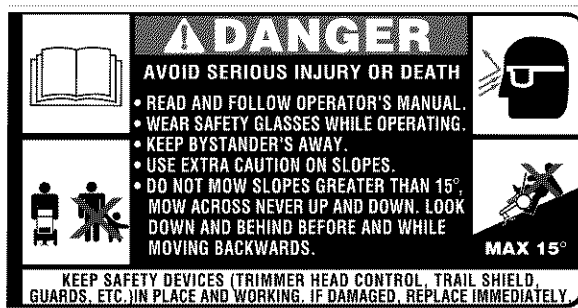 DANGER
AVOID SERIOUS INJURY OR DEATH
• READ AND FOLLOW OPERATOR'S MANUAL.
• WEAR SAFETY GLASSES WHILE OPERATING.
• KEEP BYSTANDER'S AWAY.
• USE EXTRA CAUTION ON SLOPES.
• DO NOT MOW SLOPES GREATER THAN 15°,
MOW ACROSS NEVER UP AND DOWN. LOOK
DOWN AND BEHIND BEFORE AND WHILE
MOVING BACKWARDS.
MAX 15°
KEEP SAFETY DEVICES (TRIMMER HEAD CONTROL, TRAIL SHIELD,
GUARDS, ETC.)IN PLACE AND WORKING. IF DAMAGED, REPLACE IMMEDIATELY